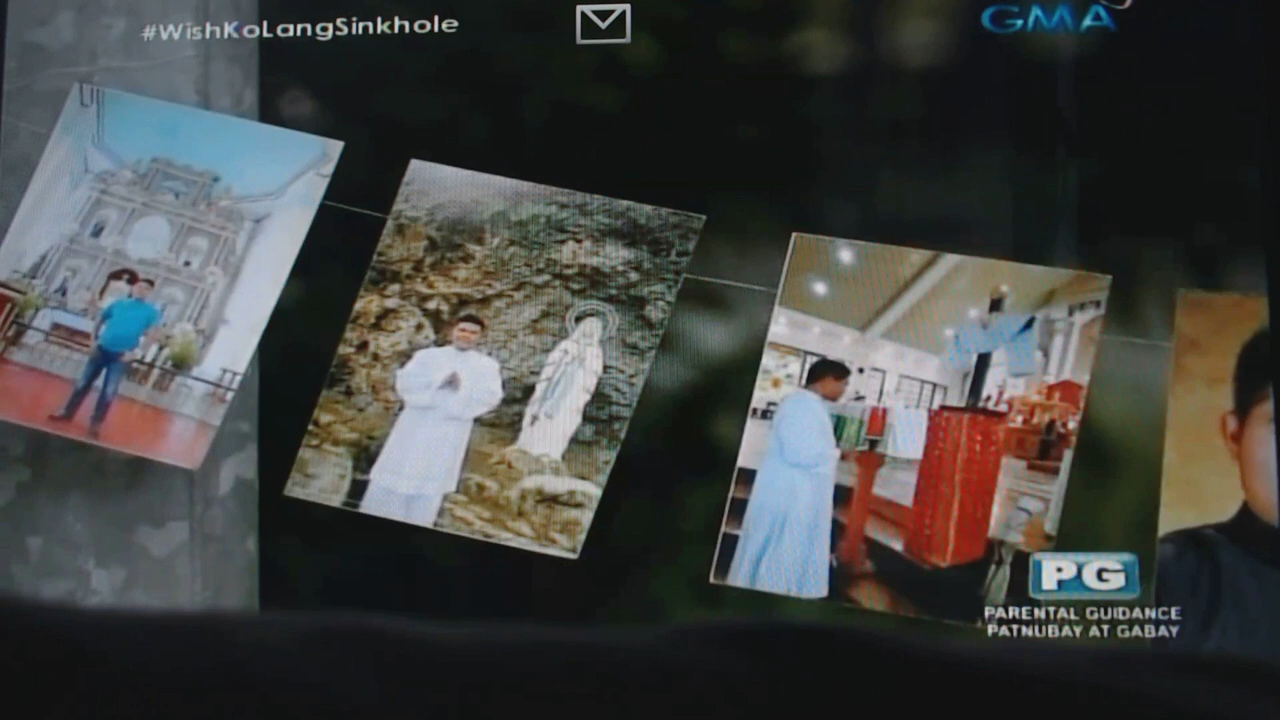 #WishKoLangSinkhole
GMA
PG
PARENTAL GUIDANCE
PATNUBAY AT GABAY